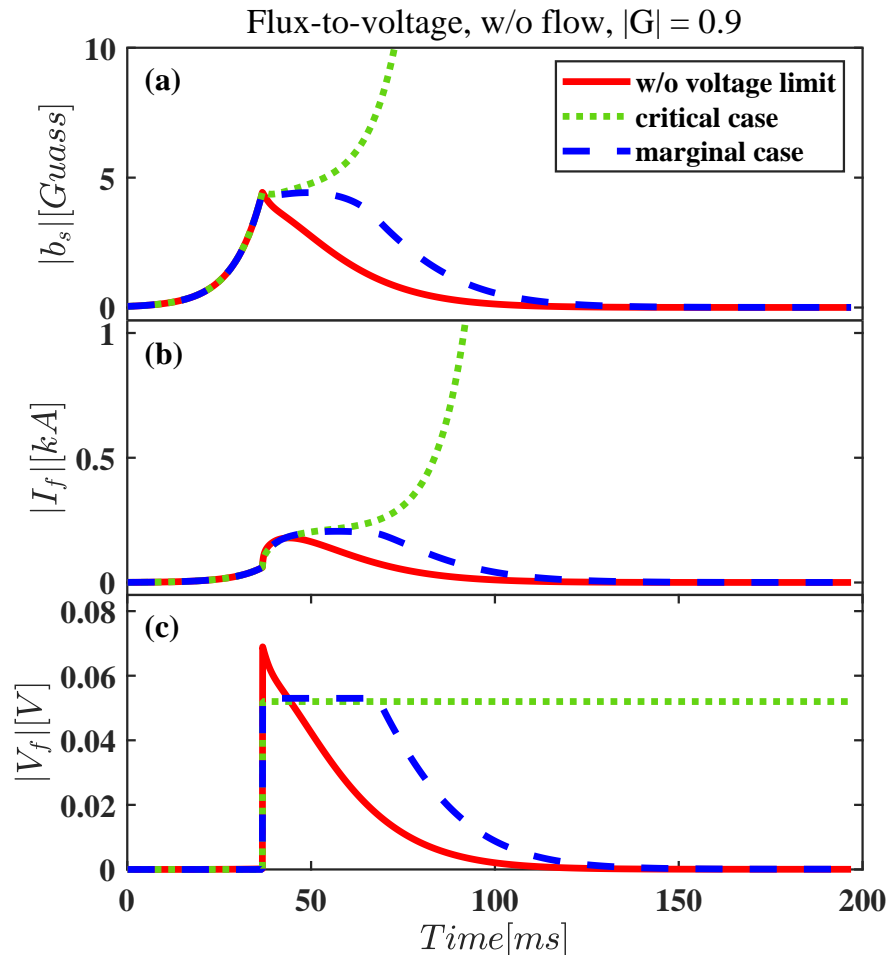 Flux-to-voltage, w/o flow, |G| = 0.9
(a)
10
5
0
|b_s|[Guass]
w/o voltage limit
critical case
marginal case
(b)
1
0.5
0
|I_f|[kA]
(c)
0.08
0.06
0.04
0.02
0
|V_f|[V]
0 50 100 150 200
Time[ms]